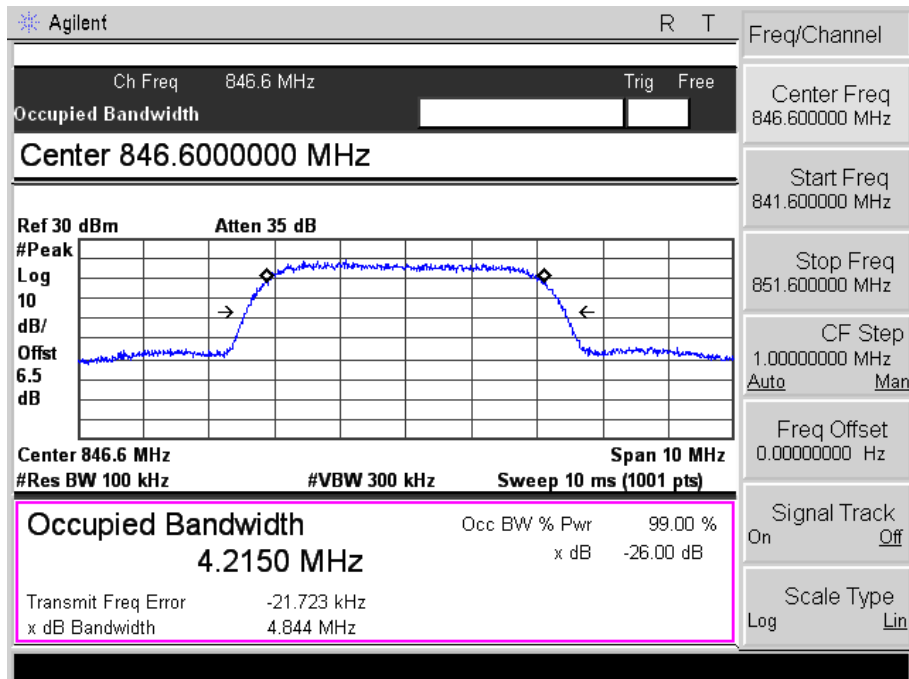 Agilent R T
Ch Freq 846.6 MHz Trig Free
Occupied Bandwidth
Center 846.6000000 MHz
Ref 30 dBm Atten 35 dB
#Peak
Log
10
dB/
Offst
6.5
dB
Center 846.6 MHz Span 10 MHz
#Res BW 100 kHz #VBW 300 kHz Sweep 10 ms (1001 pts)
Occupied Bandwidth Occ BW % Pwr 99.00 %
4.2150 MHz x dB -26.00 dB
Transmit Freq Error -21.723 kHz
x dB Bandwidth 4.844 MHz
Freq/Channel
Center Freq
846.600000 MHz
Start Freq
841.600000 MHz
Stop Freq
851.600000 MHz
CF Step
1.00000000 MHz
Auto Man
Freq Offset
0.00000000 Hz
Signal Track
On Off
Scale Type
Log Lin